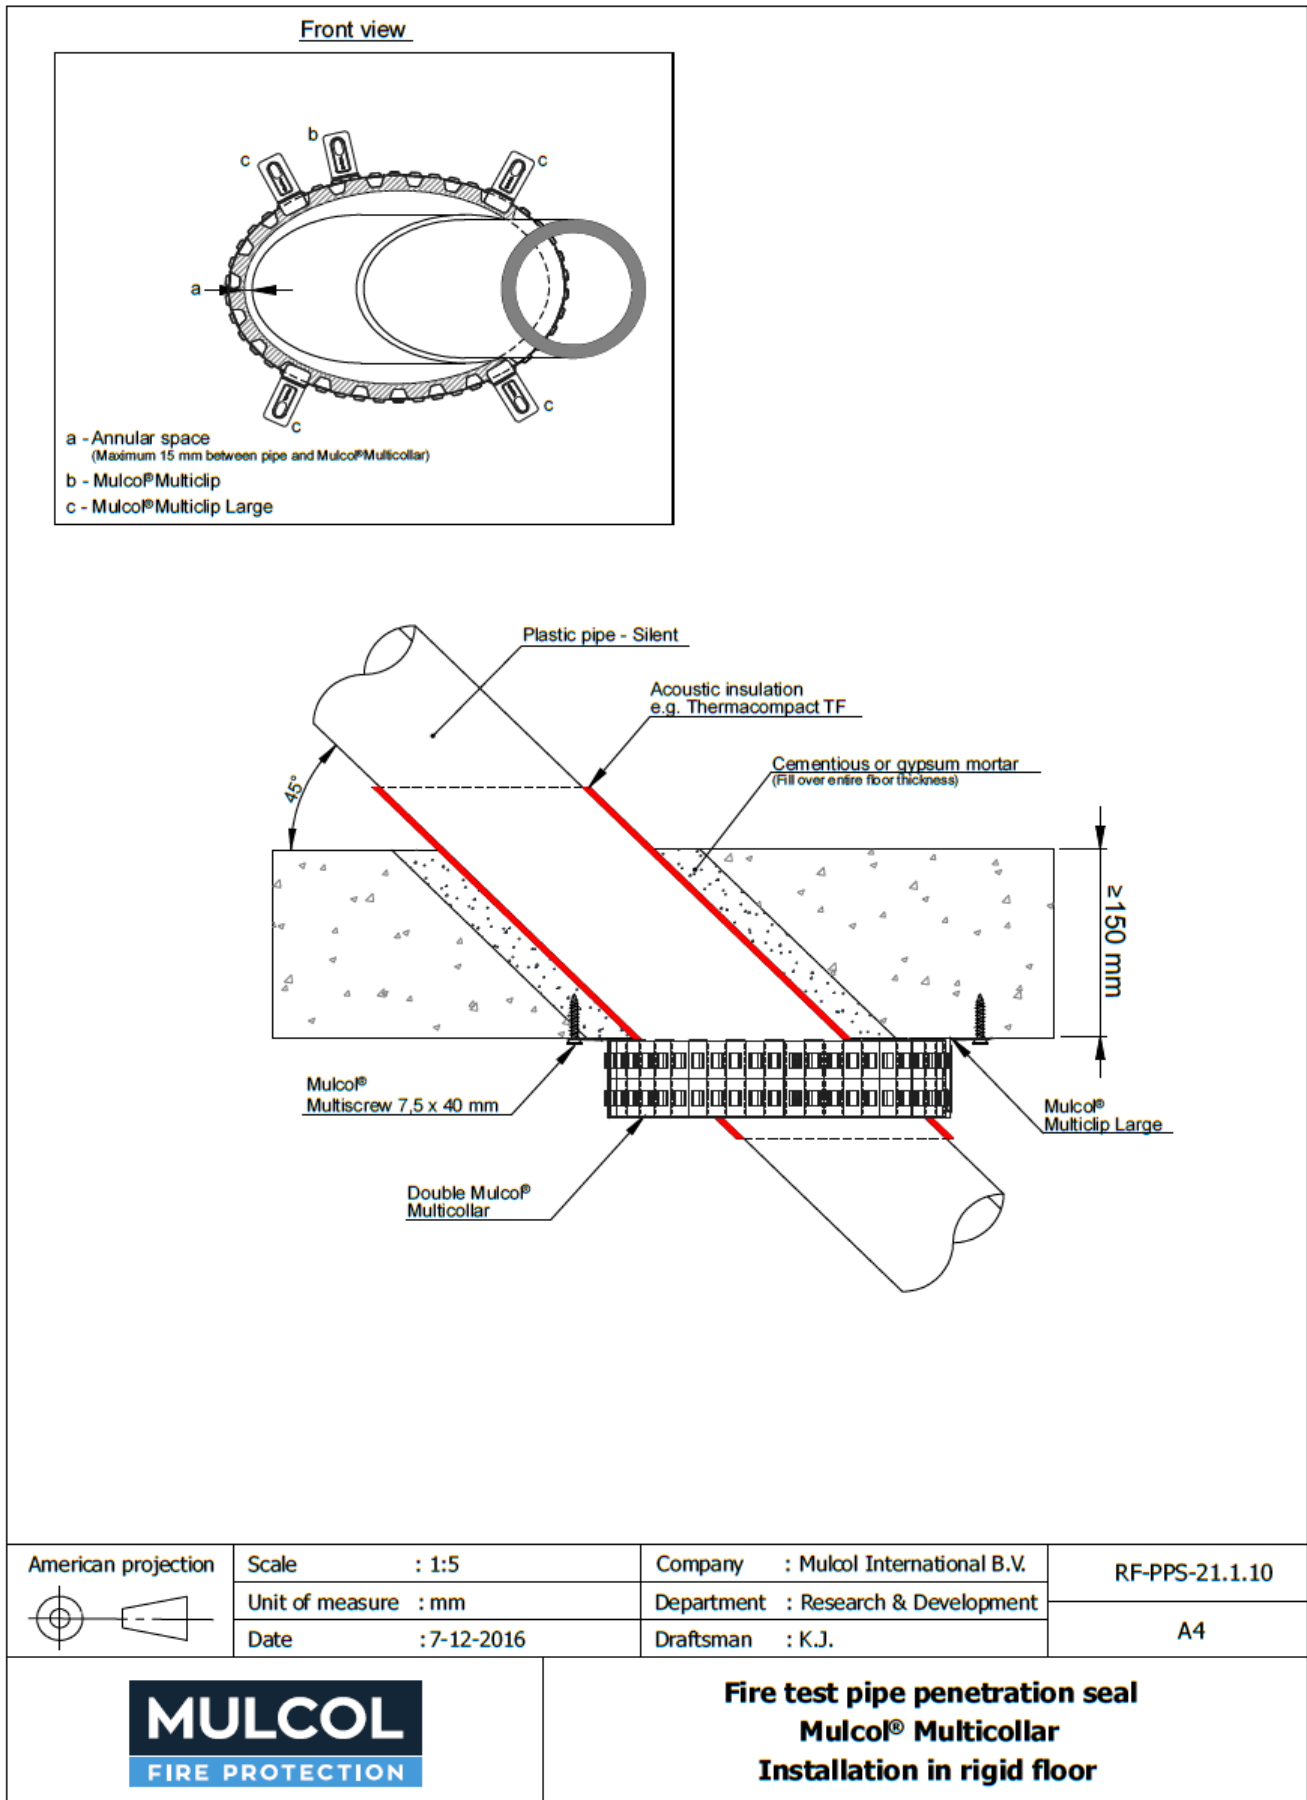 Front view
b
c
c
a
c
c
a - Annular space
(Maximum 15 mm between pipe and Mulcol® Multicollar)
b - Mulcol® Multiclip
c - Mulcol® Multiclip Large
Plastic pipe - Silent
Acoustic insulation
e.g. Thermacompact TF
Cementious or gypsum mortar
(Fill over entire floor thickness)
45°
≥150 mm
Mulcol®
Multiscrew 7,5 x 40 mm
Mulcol®
Multiclip Large
Double Mulcol®
Multicollar
American projection
Scale : 1:5
Unit of measure : mm
Date : 7-12-2016
Company : Mulcol International B.V.
Department : Research & Development
Draftsman : K.J.
RF-PPS-21.1.10
A4
MULCOL
FIRE PROTECTION
Fire test pipe penetration seal
Mulcol® Multicollar
Installation in rigid floor